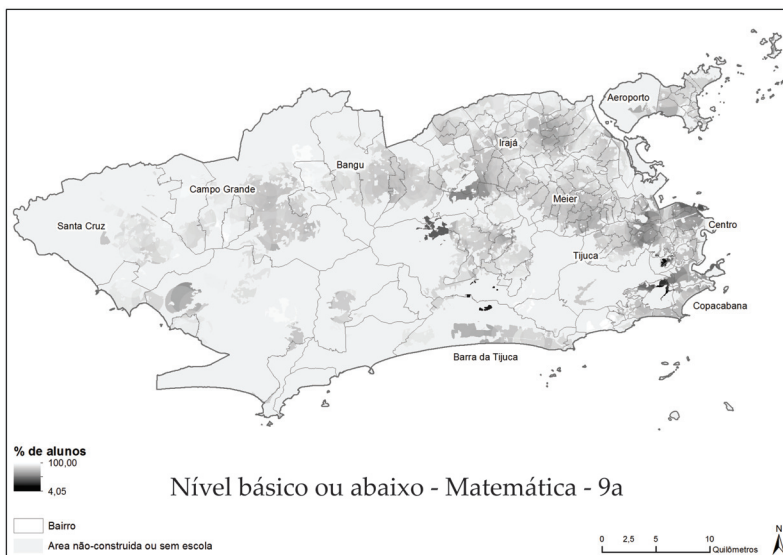 Aeroporto
Irajá
Bangu
Campo Grande
Meier
Santa Cruz
Centro
Tijuca
Copacabana
Barra da Tijuca
% de alunos
100,00
4,05
Nível básico ou abaixo - Matemática - 9a
Bairro
Area não-construida ou sem escola
0 2,5 5 10
Quilômetros
N